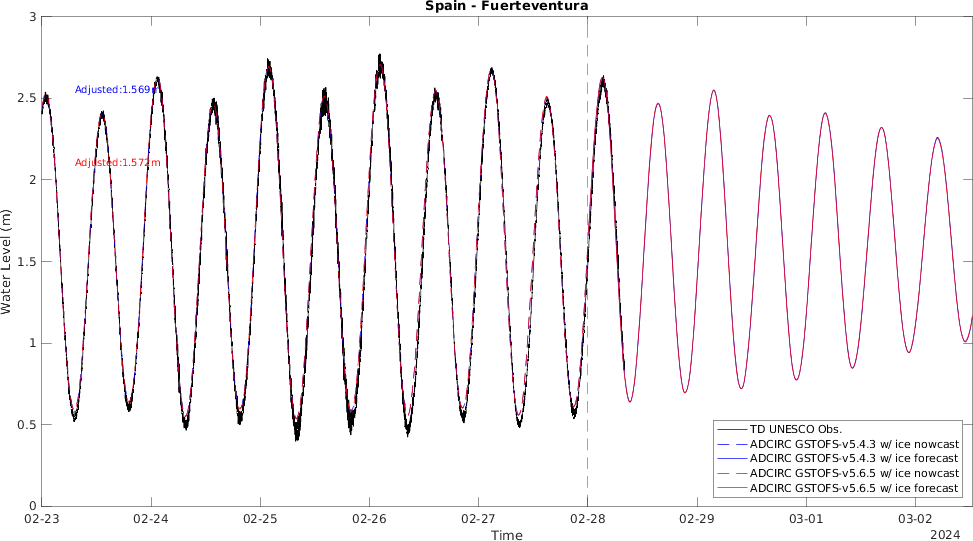 Spain - Fuerteventura
3
2.5
2
1.5
1
0.5
0
Water Level (m)
Adjusted:1.569m
Adjusted:1.572m
TD UNESCO Obs.
ADCIRC GSTOFS-v5.4.3 w/ ice nowcast
ADCIRC GSTOFS-v5.4.3 w/ ice forecast
ADCIRC GSTOFS-v5.6.5 w/ ice nowcast
ADCIRC GSTOFS-v5.6.5 w/ ice forecast
02-23 02-24 02-25 02-26 02-27 02-28 02-29 03-01 03-02
Time
2024